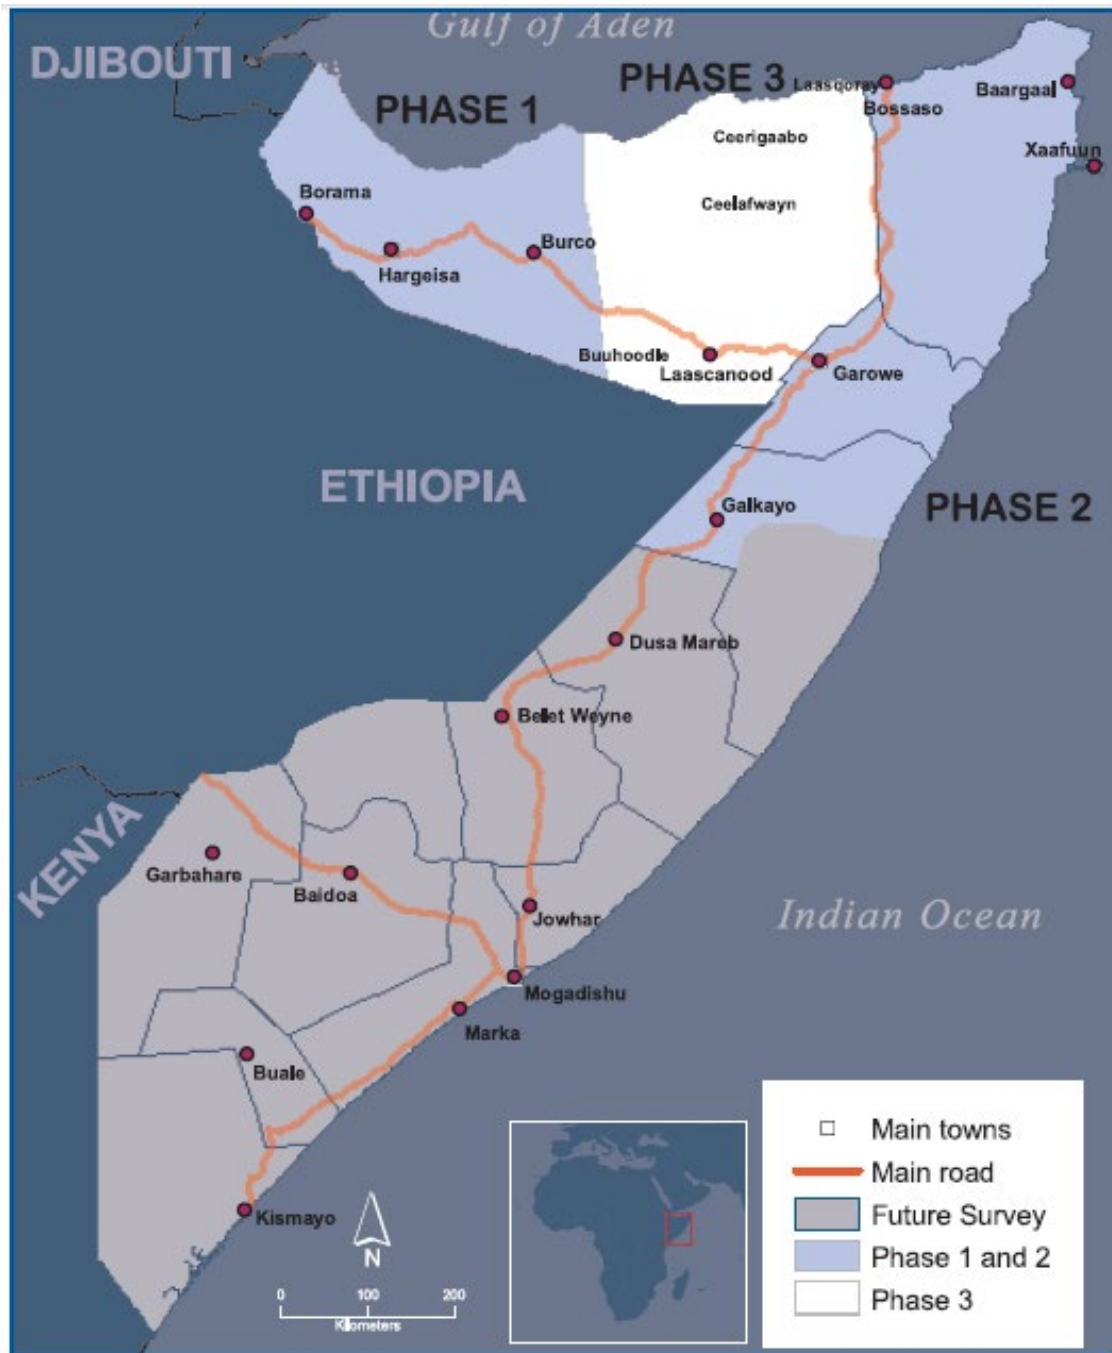 Gulf of Aden
DJIBOUTI
PHASE 3
Laasqoray
Baargaal
PHASE 1
Bossaso
Ceerigaabo
Xaafuun
Borama
Ceelafwayn
Burco
Hargeisa
Buuhoodle
Laascanood
Garowe
ETHIOPIA
Galkayo
PHASE 2
Dusa Mareb
Belet Weyne
KENYA
Garbahare
Baidoa
Jowhar
Indian Ocean
Mogadishu
Marka
Buale
Kismayo
N
0 100 200
Kilometers
Main towns
Main road
Future Survey
Phase 1 and 2
Phase 3